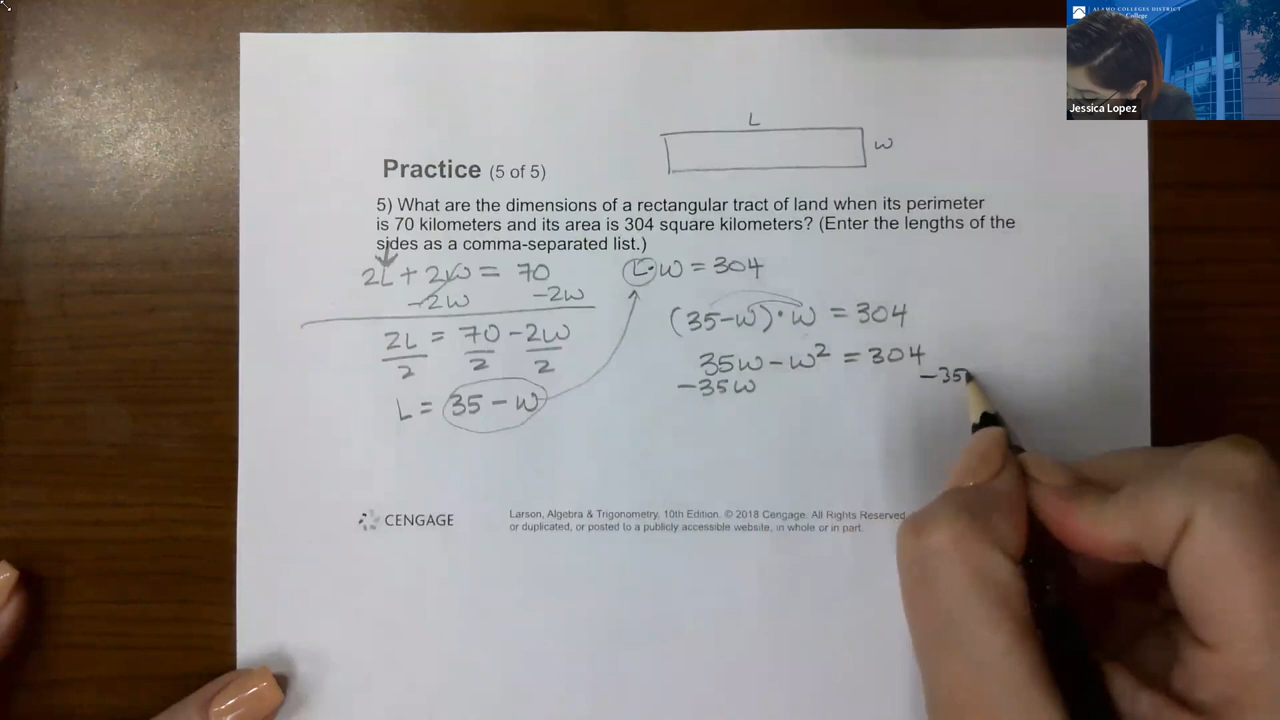 ALAMO COLLEGES DISTRICT
College
Jessica Lopez
L
W
Practice (5 of 5)
5) What are the dimensions of a rectangular tract of land when its perimeter
is 70 kilometers and its area is 304 square kilometers? (Enter the lengths of the
sides as a comma-separated list.)
2L + 2W = 70
-2W -2W
2L = 70 - 2W
2 2 2
L = 35 - W
L · W = 304
(35-W) · W = 304
35W - W² = 304
-35W -35
CENGAGE
Larson, Algebra & Trigonometry, 10th Edition. © 2018 Cengage. All Rights Reserved.
or duplicated, or posted to a publicly accessible website, in whole or in part.